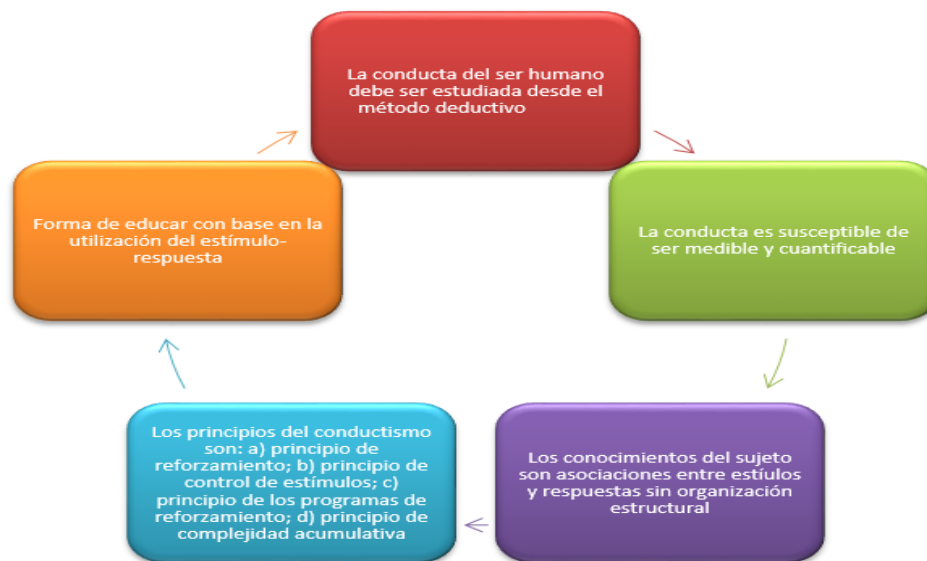 La conducta del ser humano
debe ser estudiada desde el
método deductivo
La conducta es susceptible de
ser medible y cuantificable
Los conocimientos del sujeto
son asociaciones entre estíulos
y respuestas sin organización
estructural
Los principios del conductismo
son: a) principio de
reforzamiento; b) principio de
control de estímulos; c)
principio de los programas de
reforzamiento; d) principio de
complejidad acumulativa
Forma de educar con base en la
utilización del estímulo-
respuesta